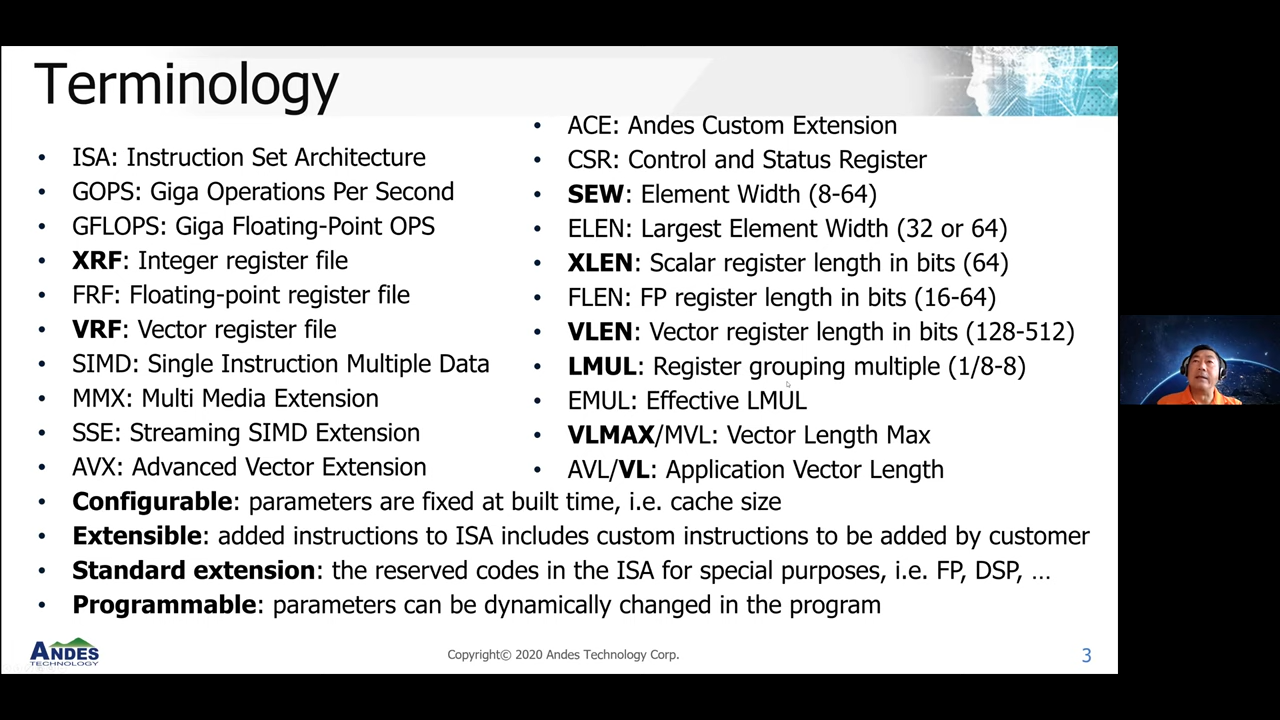 Terminology
• ISA: Instruction Set Architecture
• GOPS: Giga Operations Per Second
• GFLOPS: Giga Floating-Point OPS
• XRF: Integer register file
• FRF: Floating-point register file
• VRF: Vector register file
• SIMD: Single Instruction Multiple Data
• MMX: Multi Media Extension
• SSE: Streaming SIMD Extension
• AVX: Advanced Vector Extension
• ACE: Andes Custom Extension
• CSR: Control and Status Register
• SEW: Element Width (8-64)
• ELEN: Largest Element Width (32 or 64)
• XLEN: Scalar register length in bits (64)
• FLEN: FP register length in bits (16-64)
• VLEN: Vector register length in bits (128-512)
• LMUL: Register grouping multiple (1/8-8)
• EMUL: Effective LMUL
• VLMAX/MVL: Vector Length Max
• AVL/VL: Application Vector Length
• Configurable: parameters are fixed at built time, i.e. cache size
• Extensible: added instructions to ISA includes custom instructions to be added by customer
• Standard extension: the reserved codes in the ISA for special purposes, i.e. FP, DSP, …
• Programmable: parameters can be dynamically changed in the program
ANDES
TECHNOLOGY
Copyright© 2020 Andes Technology Corp.
3